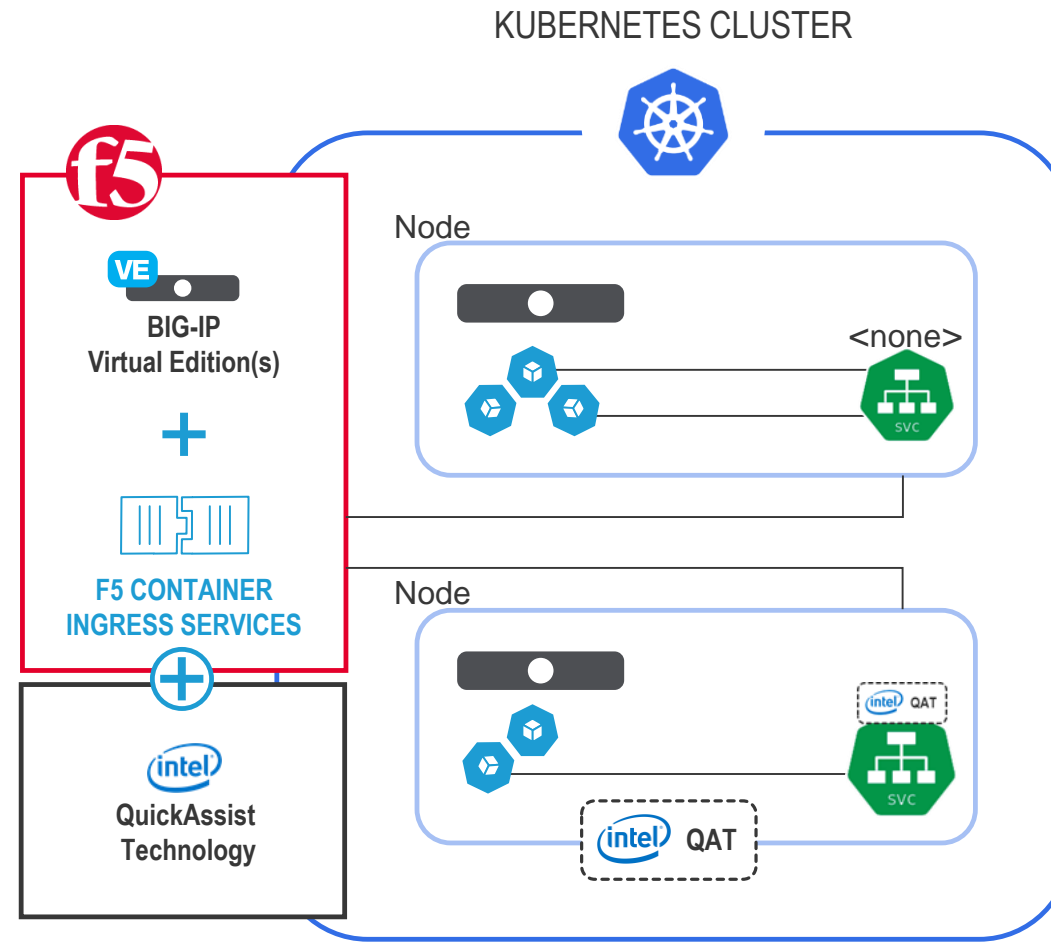 KUBERNETES CLUSTER
f5
VE
BIG-IP
Virtual Edition(s)
F5 CONTAINER
INGRESS SERVICES
intel
QuickAssist
Technology
Node
<none>
SVC
Node
intel QAT
SVC
intel QAT